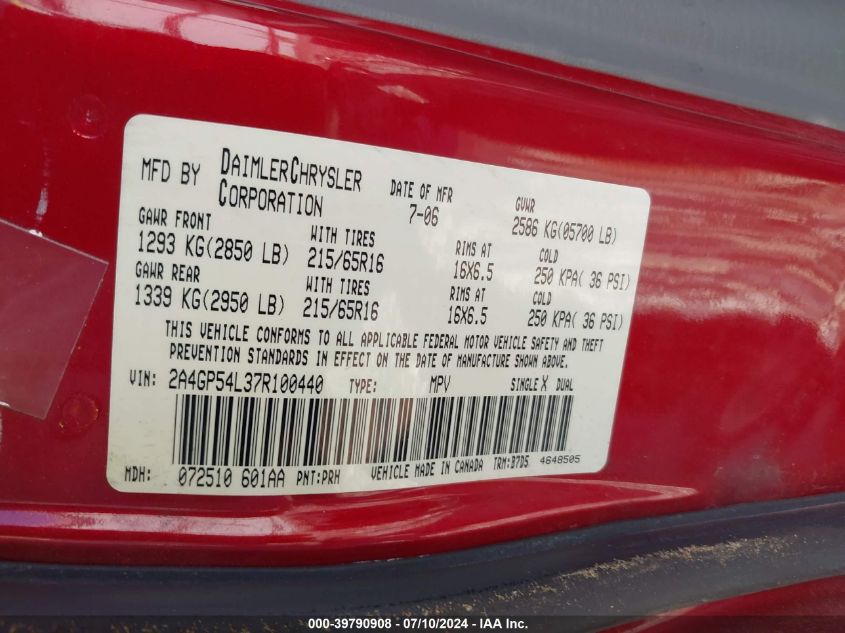 MFD BY DAIMLERCHRYSLER CORPORATION
DATE OF MFR
7-06
GVWR
2586 KG(05700 LB)
GAWR FRONT
1293 KG(2850 LB)
WITH TIRES
215/65R16
RIMS AT
16X6.5
COLD
250 KPA( 36 PSI)
GAWR REAR
1339 KG(2950 LB)
WITH TIRES
215/65R16
RIMS AT
16X6.5
COLD
250 KPA( 36 PSI)
THIS VEHICLE CONFORMS TO ALL APPLICABLE FEDERAL MOTOR VEHICLE SAFETY AND THEFT
PREVENTION STANDARDS IN EFFECT ON THE DATE OF MANUFACTURE SHOWN ABOVE.
VIN: 2A4GP54L37R100440 TYPE: MPV SINGLE X DUAL
MDH: 072510 601AA PNT:PRH VEHICLE MADE IN CANADA TRM:B7D5 4648505
000-39790908 - 07/10/2024 - IAAI.com